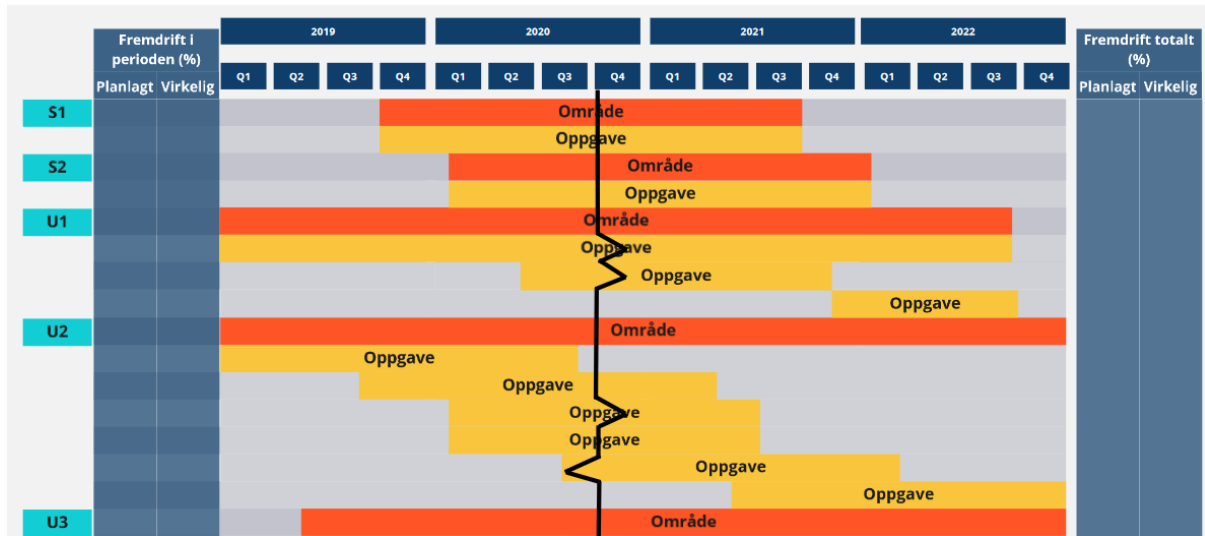 Fremdrift i
perioden (%)
Planlagt Virkelig
2019 2020 2021 2022
Q1 Q2 Q3 Q4 Q1 Q2 Q3 Q4 Q1 Q2 Q3 Q4 Q1 Q2 Q3 Q4
Fremdrift totalt
(%)
Planlagt Virkelig
S1 Område
Oppgave
S2 Område
Oppgave
U1 Område
Oppgave
Oppgave
Oppgave
U2 Område
Oppgave
Oppgave
Oppgave
Oppgave
Oppgave
Oppgave
U3 Område